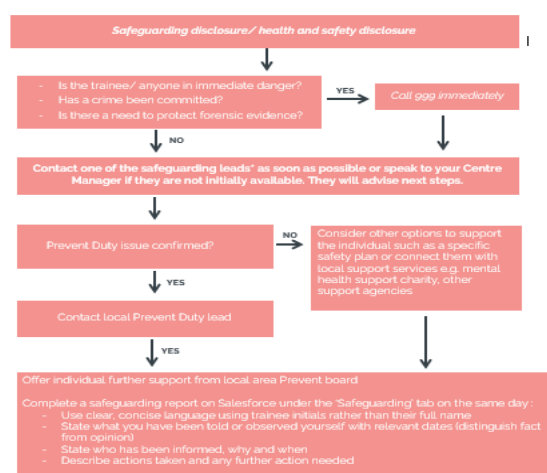 Safeguarding disclosure/ health and safety disclosure
- Is the trainee/ anyone in immediate danger?
- Has a crime been committed?
- Is there a need to protect forensic evidence?
YES
Call 999 immediately
NO
Contact one of the safeguarding leads* as soon as possible or speak to your Centre
Manager if they are not initially available. They will advise next steps.
Prevent Duty issue confirmed?
NO
Consider other options to support
the individual such as a specific
safety plan or connect them with
local support services e.g. mental
health support charity, other
support agencies
YES
Contact local Prevent Duty lead
YES
Offer individual further support from local area Prevent board
Complete a safeguarding report on Salesforce under the 'Safeguarding' tab on the same day :
- Use clear, concise language using trainee initials rather than their full name
- State what you have been told or observed yourself with relevant dates (distinguish fact
from opinion)
- State who has been informed, why and when
- Describe actions taken and any further action needed